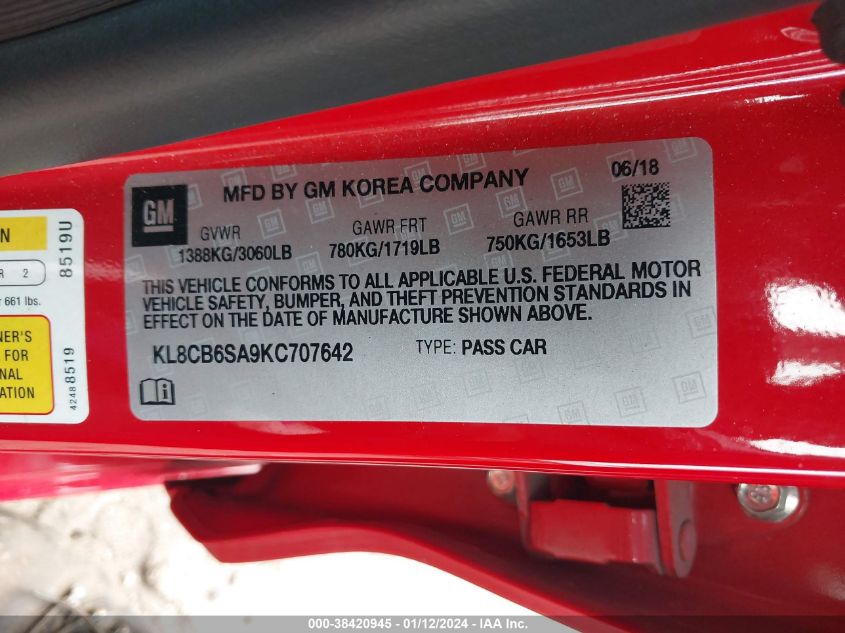 MFD BY GM KOREA COMPANY
06/18
GM
GVWR
GAWR FRT
GAWR RR
1388KG/3060LB
780KG/1719LB
750KG/1653LB
THIS VEHICLE CONFORMS TO ALL APPLICABLE U.S. FEDERAL MOTOR
VEHICLE SAFETY, BUMPER, AND THEFT PREVENTION STANDARDS IN
EFFECT ON THE DATE OF MANUFACTURE SHOWN ABOVE.
KL8CB6SA9KC707642
TYPE: PASS CAR
N
8519U
R 2
661 lbs.
NER'S
FOR
ATION
42488519
000-38420945 - 01/12/2024 - IAA, Inc.